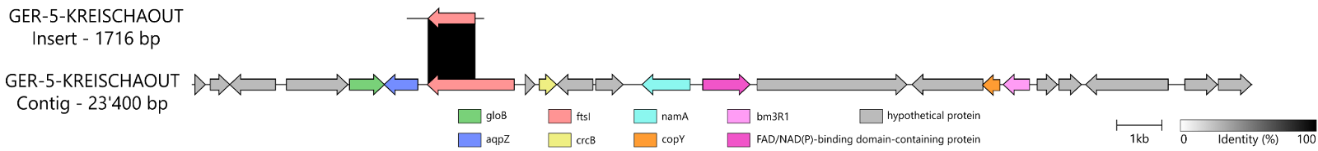 GER-5-KREISCHAOUT
Insert - 1716 bp
GER-5-KREISCHAOUT
Contig - 23'400 bp
gloB ftsI namA bm3R1 hypothetical protein
aqpZ crcB copY FAD/NAD(P)-binding domain-containing protein
1kb 0 Identity (%) 100